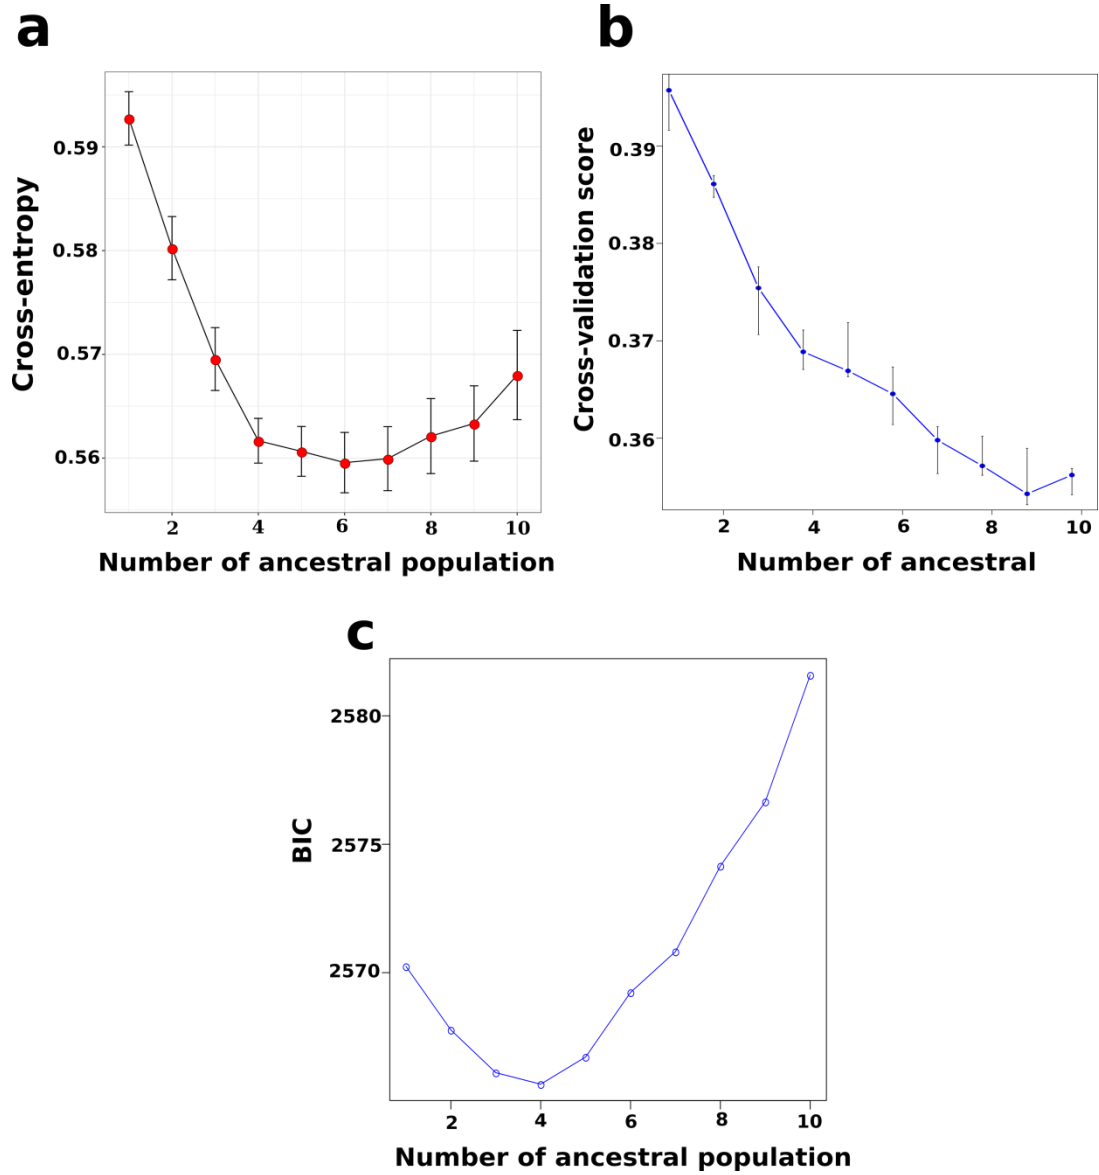 a
Cross-entropy
0.59
0.58
0.57
0.56
2 4 6 8 10
Number of ancestral population
b
Cross-validation score
0.39
0.38
0.37
0.36
2 4 6 8 10
Number of ancestral
c
BIC
2580
2575
2570
2 4 6 8 10
Number of ancestral population